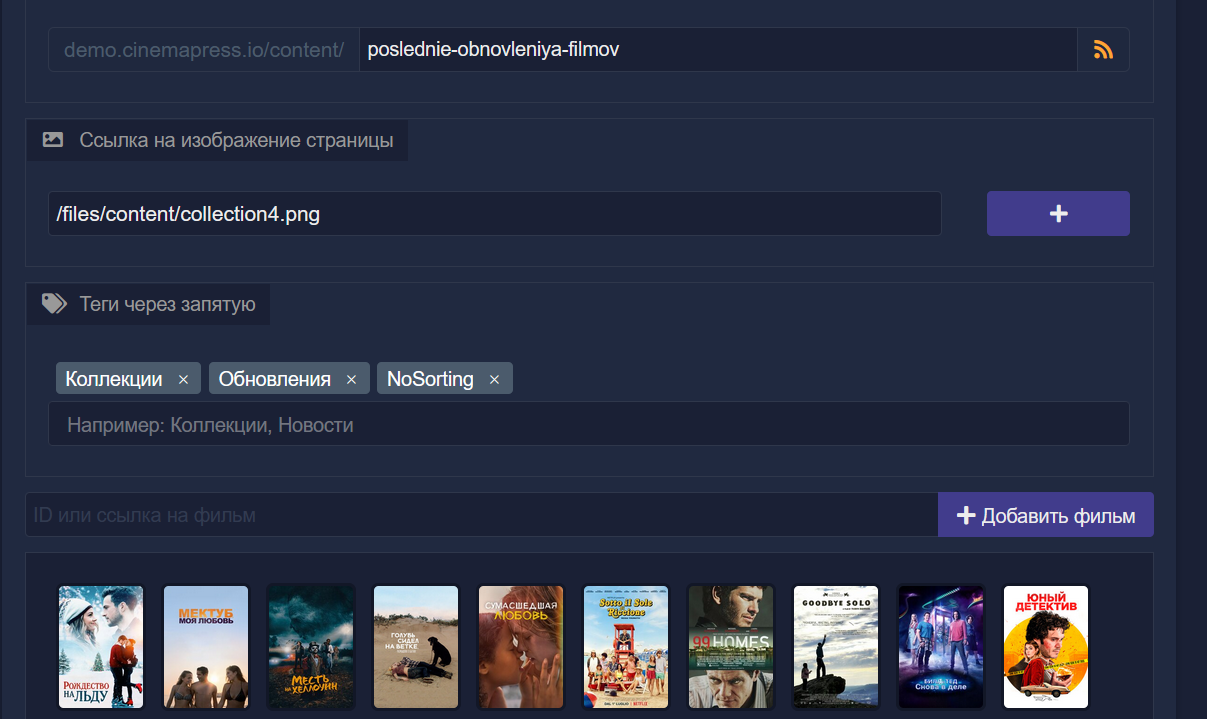 demo.cinemapress.io/content/ poslednie-obnovleniya-filmov
Ссылка на изображение страницы
/files/content/collection4.png
Теги через запятую
Коллекции × Обновления × NoSorting ×
Например: Коллекции, Новости
ID или ссылка на фильм
Добавить фильм
РОЖДЕСТВО
НА ЛЬДУ
МЕКТУБ
МОЯ ЛЮБОВЬ
МЕСТЬ
НА ХЕЛЛОУИН
ГОЛУБЬ
СИДЕЛ
НА ВЕТКЕ
СУМАСШЕДШАЯ
ЛЮБОВЬ
Sotto il Sole
Riccione
NETFLIX
99 HOMES
GOODBYE SOLO
БИЛЛ И ТЕД
Снова в деле
ЮНЫЙ
ДЕТЕКТИВ